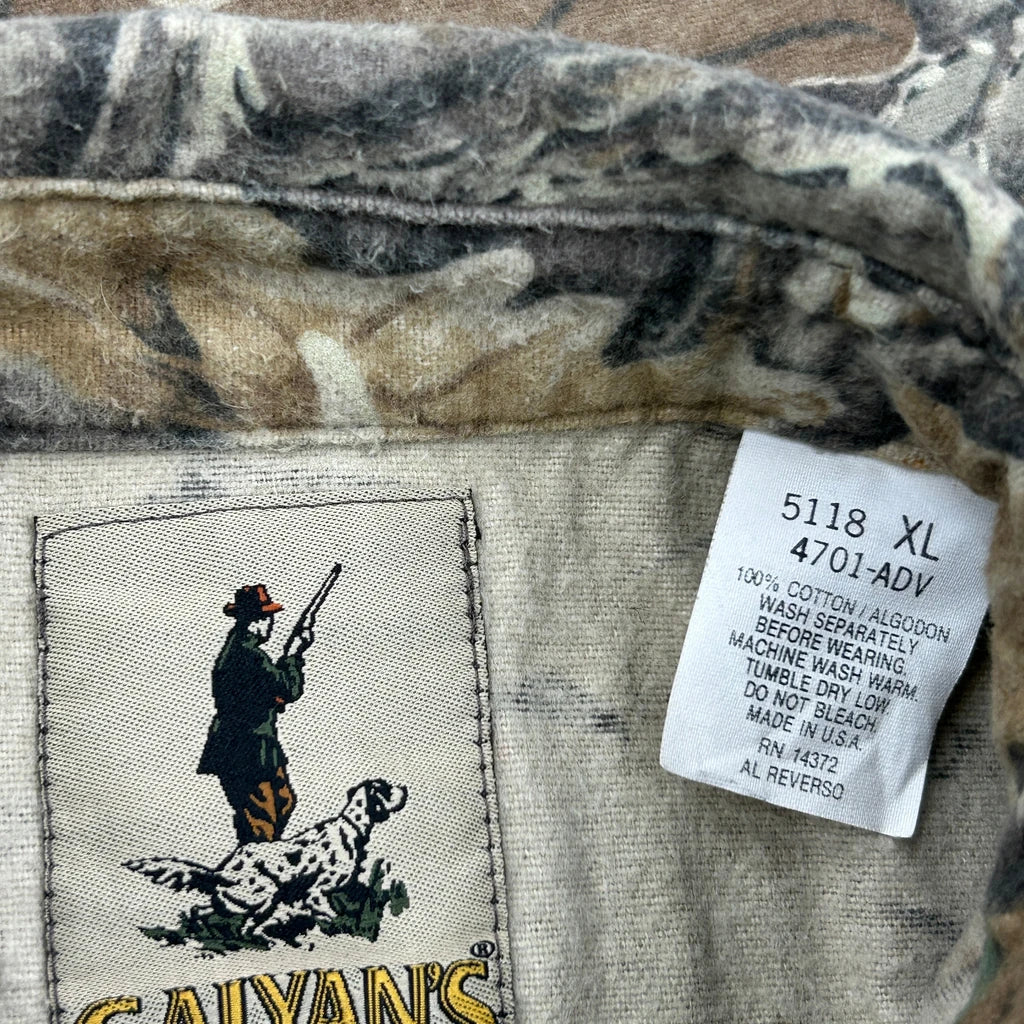 5118 XL
4701-ADV
100% COTTON / ALGODON
WASH SEPARATELY
BEFORE WEARING.
MACHINE WASH WARM.
TUMBLE DRY LOW.
DO NOT BLEACH.
MADE IN U.S.A.
RN 14372
AL REVERSO
GALYAN'S®